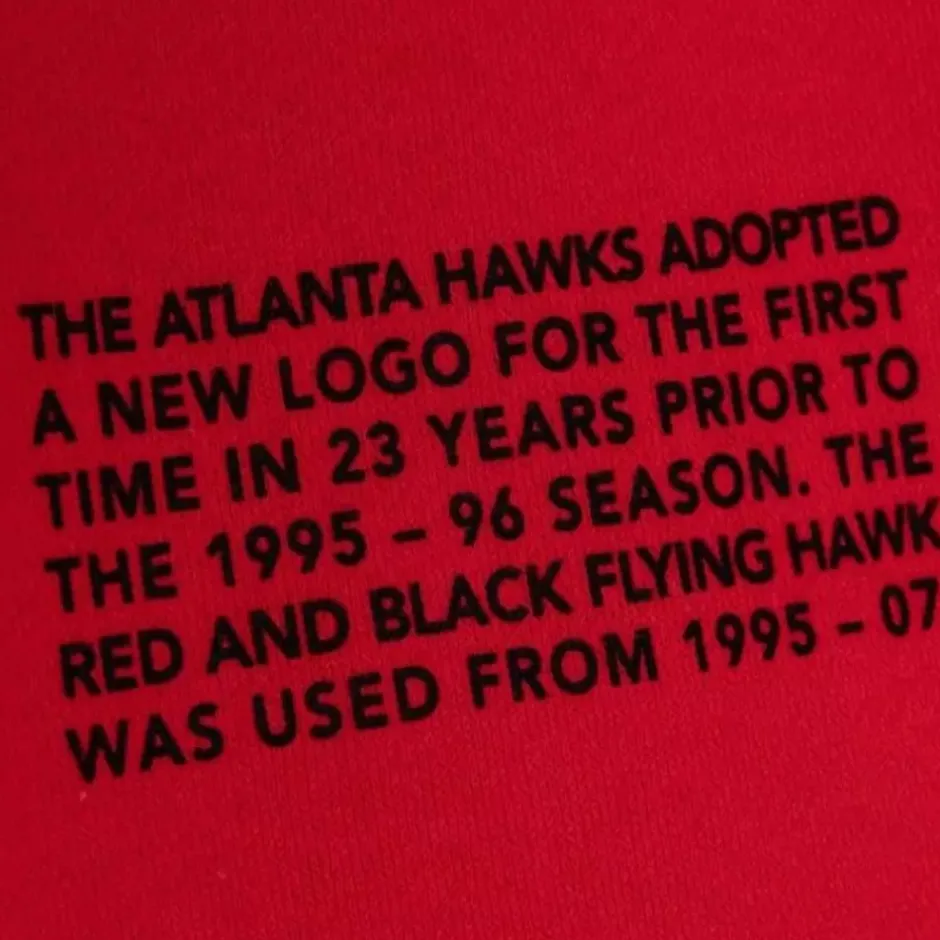 THE ATLANTA HAWKS ADOPTED
A NEW LOGO FOR THE FIRST
TIME IN 23 YEARS PRIOR TO
THE 1995 – 96 SEASON. THE
RED AND BLACK FLYING HAWK
WAS USED FROM 1995 – 07